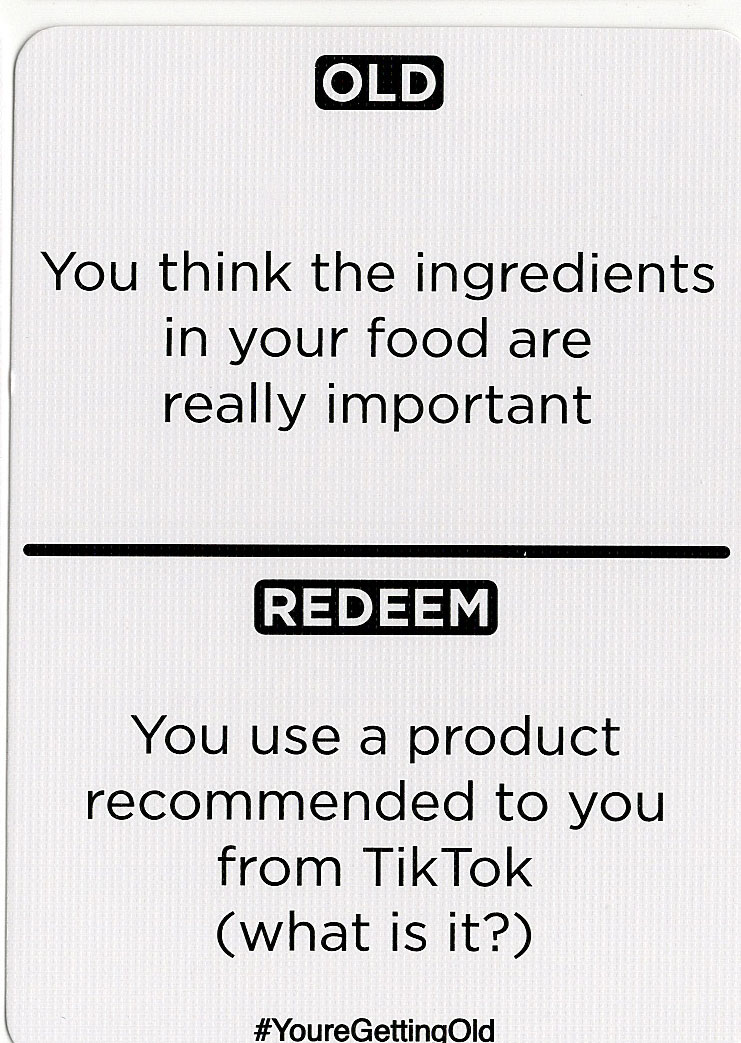 OLD
You think the ingredients
in your food are
really important
REDEEM
You use a product
recommended to you
from TikTok
(what is it?)
#YoureGettingOld